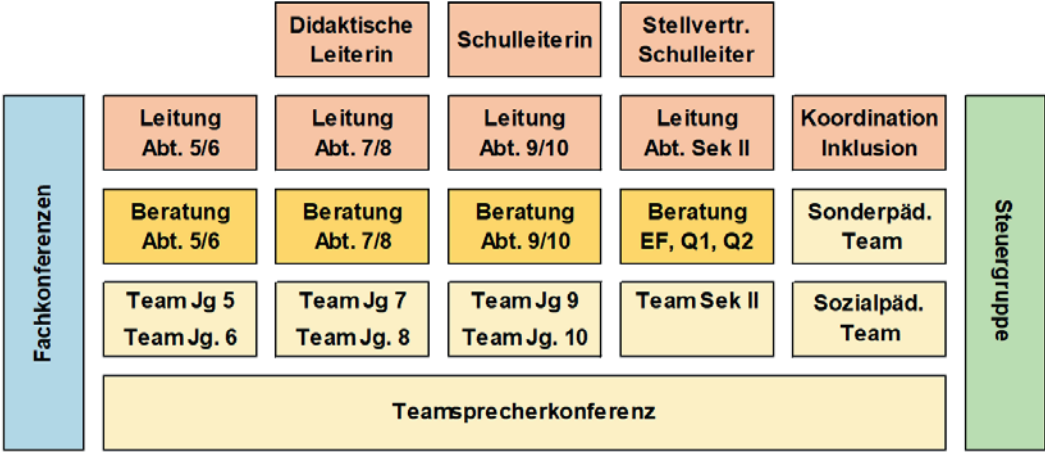 Didaktische
Leiterin
Schulleiterin
Stellvertr.
Schulleiter
Fachkonferenzen
Leitung
Abt. 5/6
Leitung
Abt. 7/8
Leitung
Abt. 9/10
Leitung
Abt. Sek II
Koordination
Inklusion
Beratung
Abt. 5/6
Beratung
Abt. 7/8
Beratung
Abt. 9/10
Beratung
EF, Q1, Q2
Sonderpäd.
Team
Team Jg 5
Team Jg. 6
Team Jg 7
Team Jg. 8
Team Jg 9
Team Jg. 10
Team Sek II
Sozialpäd.
Team
Teamsprecherkonferenz
Steuergruppe